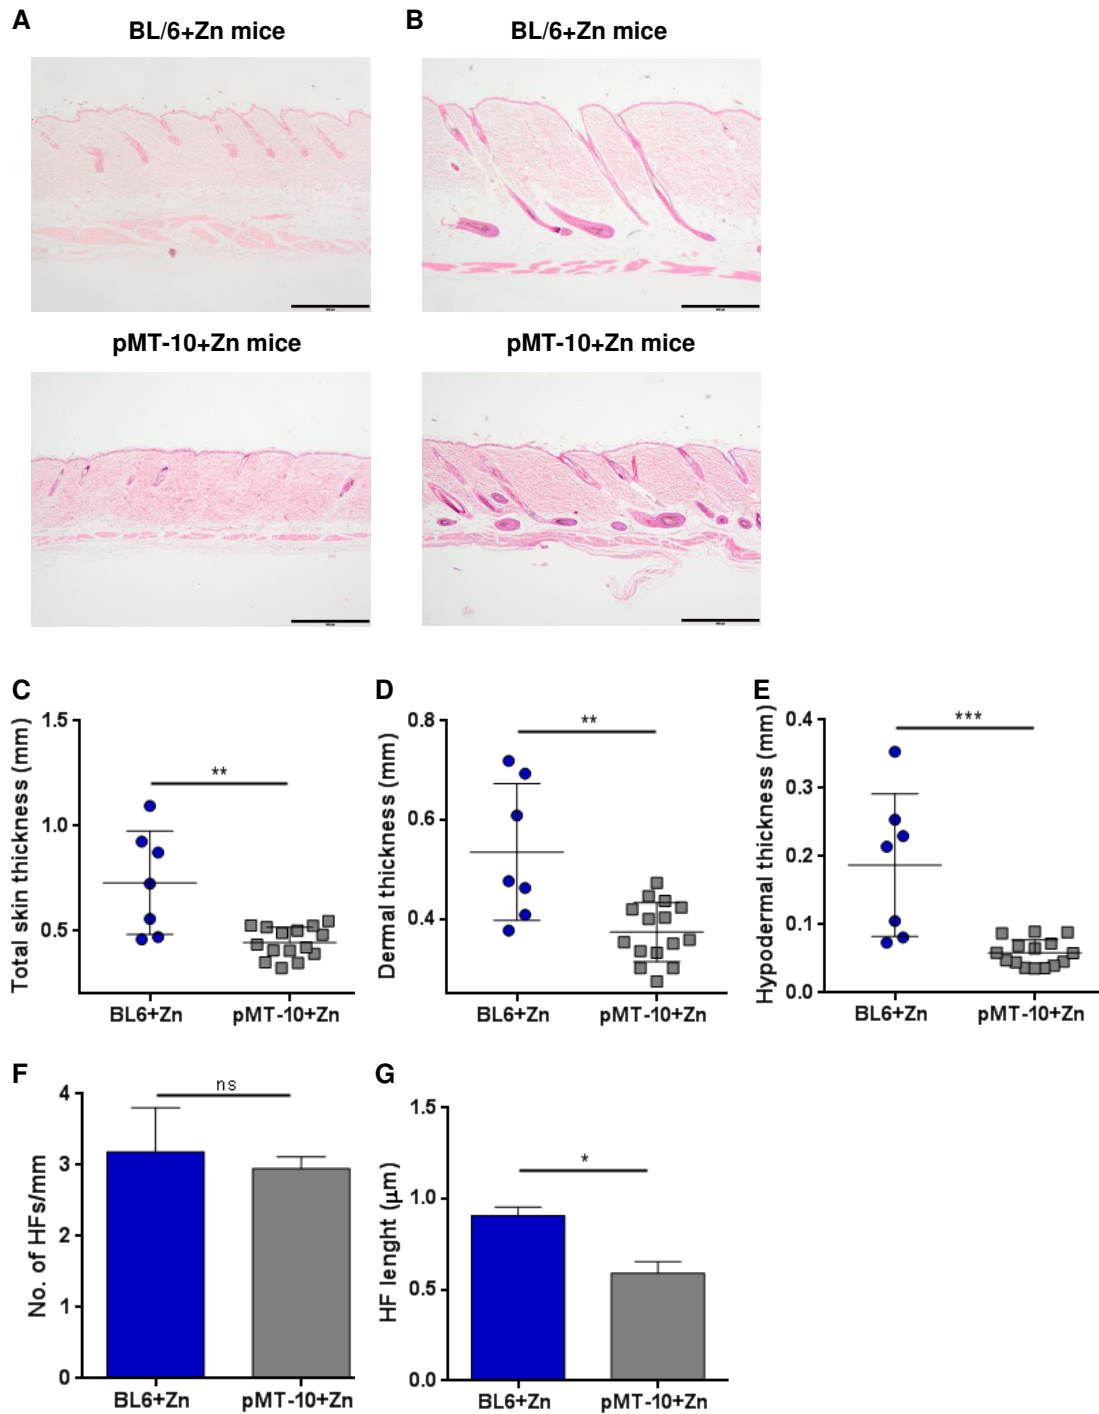 A
BL/6+Zn mice
B
BL/6+Zn mice
pMT-10+Zn mice
pMT-10+Zn mice
C
Total skin thickness (mm)
1.5
1.0
0.5
**
BL6+Zn
pMT-10+Zn
D
Dermal thickness (mm)
0.8
0.6
0.4
**
BL6+Zn
pMT-10+Zn
E
Hypodermal thickness (mm)
0.4
0.3
0.2
0.1
0.0
***
BL6+Zn
pMT-10+Zn
F
No. of HFs/mm
4
3
2
1
0
ns
BL6+Zn
pMT-10+Zn
G
HF lenght (μm)
1.5
1.0
0.5
0.0
*
BL6+Zn
pMT-10+Zn